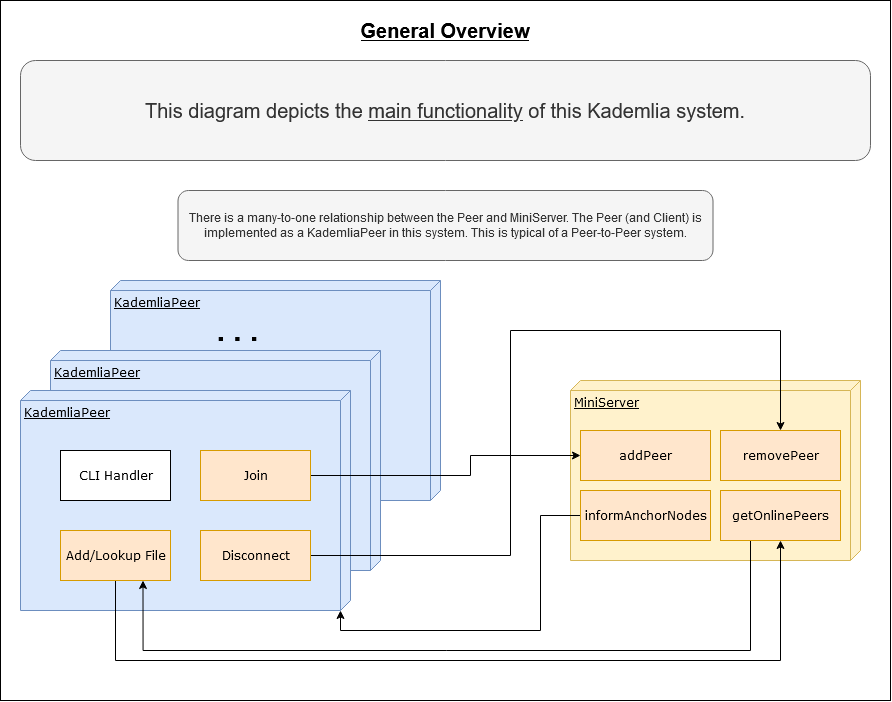 General Overview
This diagram depicts the main functionality of this Kademlia system.
There is a many-to-one relationship between the Peer and MiniServer. The Peer (and Client) is
implemented as a KademliaPeer in this system. This is typical of a Peer-to-Peer system.
KademliaPeer
. . .
KademliaPeer
KademliaPeer
CLI Handler
Join
Add/Lookup File
Disconnect
MiniServer
addPeer
removePeer
informAnchorNodes
getOnlinePeers